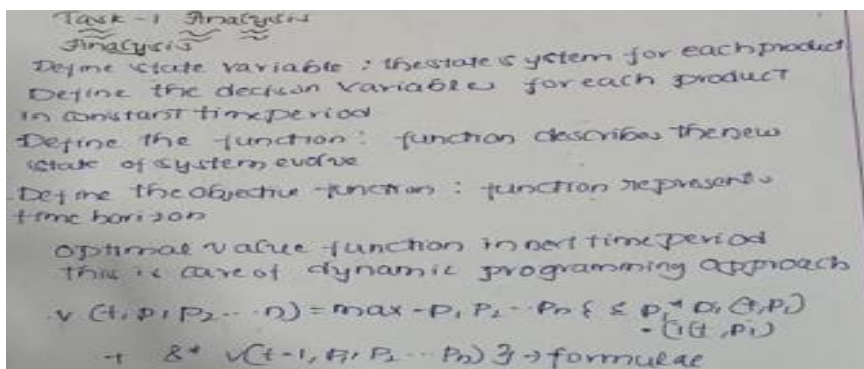 Task - 1 Analysis
Analysis
Define state variable : the state system for each product
Define the decision variables for each product
in constant time period
Define the function : function describes the new
state of system evolve
Define the objective function : function represents
time horizon
optimal value function in next time period
This is care of dynamic programming approach
V (t, p, P2 .. n) = max - P1 P2 .. Pn { ≤ P1* Di (t, Pi)
- (i(t, Pi)
+ &* V(t-1, P1, P2 .. Pn) } → formulae